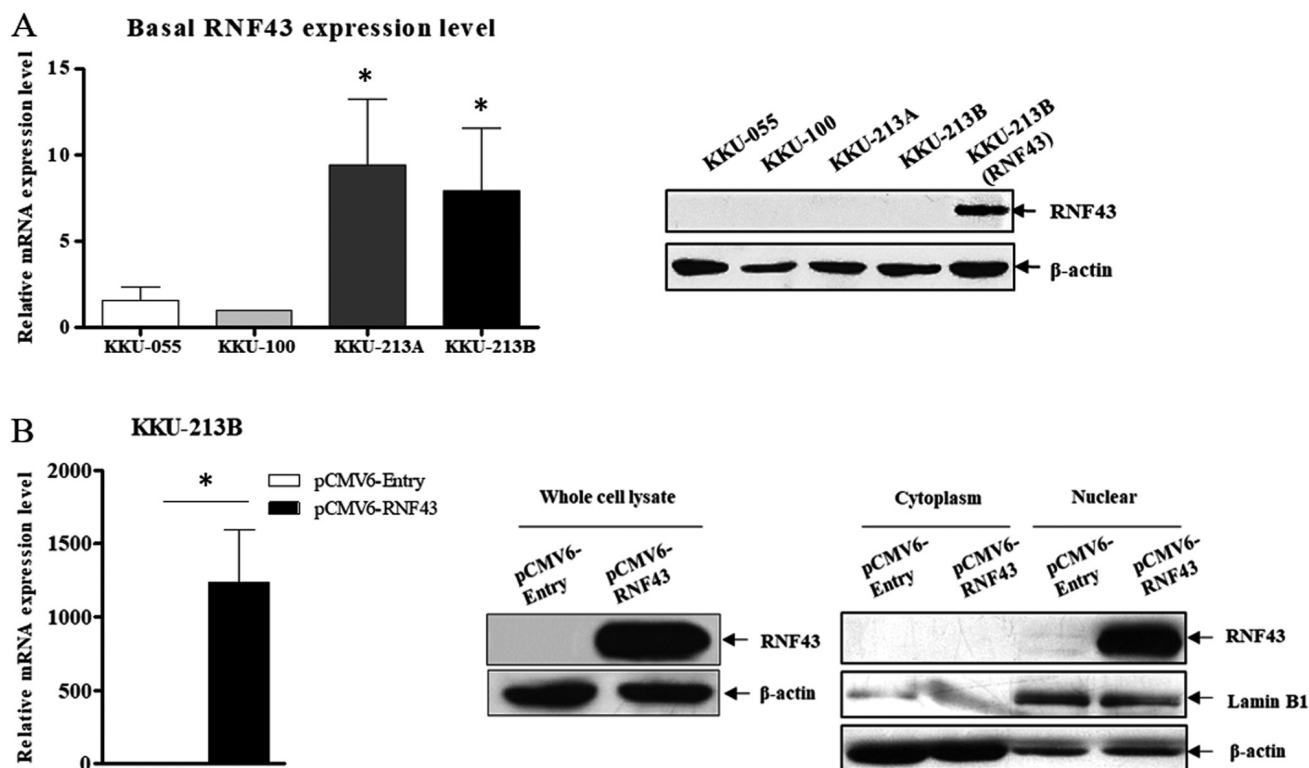 A
Basal RNF43 expression level
Relative mRNA expression level
15
10
5
0
*
*
KKU-055
KKU-100
KKU-213A
KKU-213B
KKU-055
KKU-100
KKU-213A
KKU-213B
KKU-213B
(RNF43)
RNF43
β-actin
B
KKU-213B
Relative mRNA expression level
2000
1500
1000
500
0
*
pCMV6-Entry
pCMV6-RNF43
Whole cell lysate
pCMV6-
Entry
pCMV6-
RNF43
RNF43
β-actin
Cytoplasm
Nuclear
pCMV6-
Entry
pCMV6-
RNF43
pCMV6-
Entry
pCMV6-
RNF43
RNF43
Lamin B1
β-actin